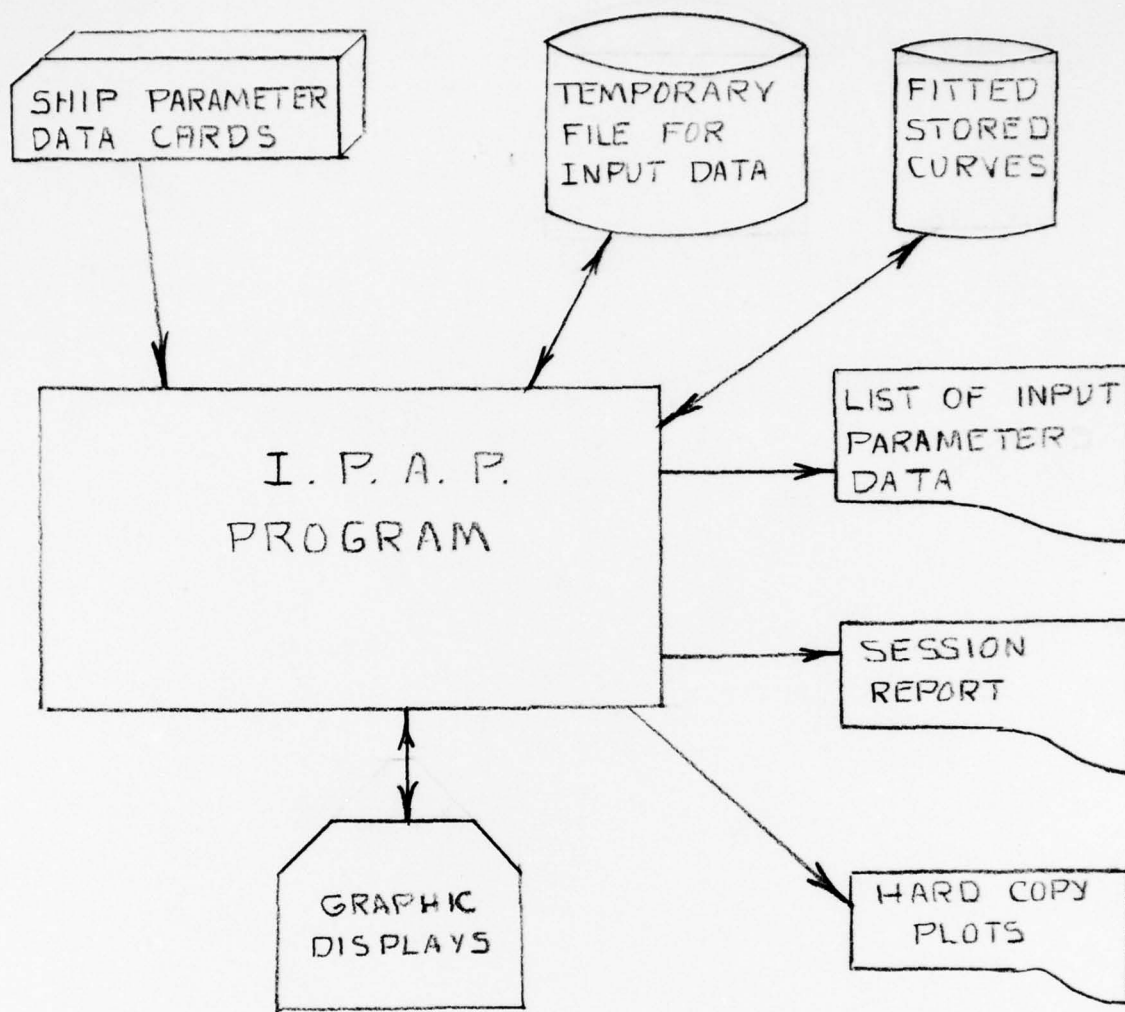 SHIP PARAMETER
DATA CARDS
TEMPORARY
FILE FOR
INPUT DATA
FITTED
STORED
CURVES
I. P. A. P.
PROGRAM
LIST OF INPUT
PARAMETER
DATA
SESSION
REPORT
GRAPHIC
DISPLAYS
HARD COPY
PLOTS